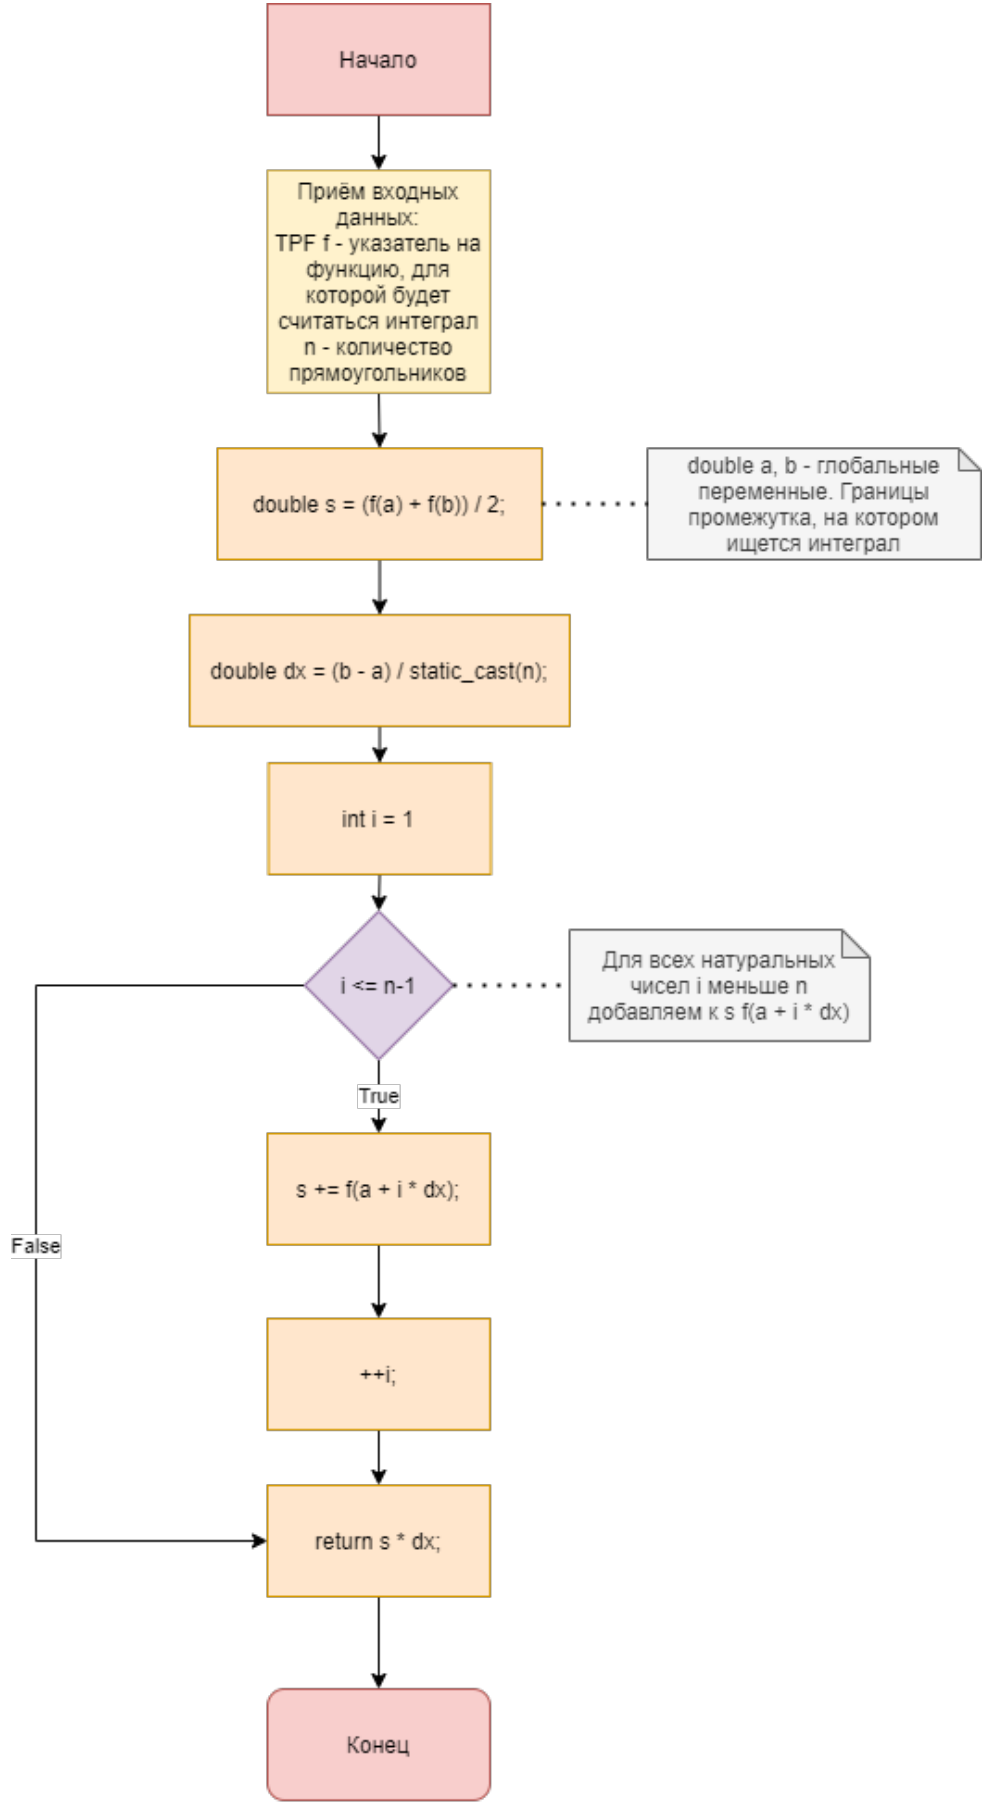 Начало
Приём входных
данных:
TPF f - указатель на
функцию, для
которой будет
считаться интеграл
n - количество
прямоугольников
double s = (f(a) + f(b)) / 2;
double a, b - глобальные
переменные. Границы
промежутка, на котором
ищется интеграл
double dx = (b - a) / static_cast(n);
int i = 1
i <= n-1
Для всех натуральных
чисел i меньше n
добавляем к s f(a + i * dx)
True
s += f(a + i * dx);
False
++i;
return s * dx;
Конец